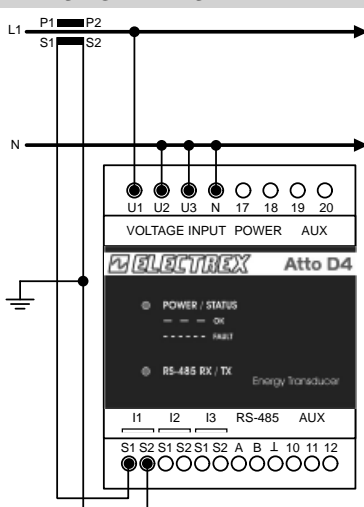 P1 P2
L1
S1 S2
N
U1 U2 U3 N 17 18 19 20
VOLTAGE INPUT POWER AUX
ELECTREX Atto D4
POWER / STATUS
— — — OK
------ FAULT
RS-485 RX / TX
Energy Transducer
I1 I2 I3 RS-485 AUX
S1 S2 S1 S2 S1 S2 A B ⊥ 10 11 12